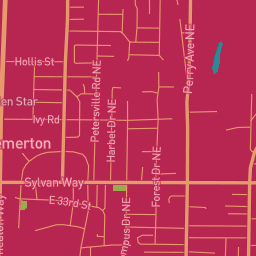 Hollis St
Perry Ave NE
Petersville Rd NE
en Star
Harbel Dr NE
Ivy Rd
emerton
Forest Dr NE
Sylvan Way
E 33rd St
mpus Dr NE